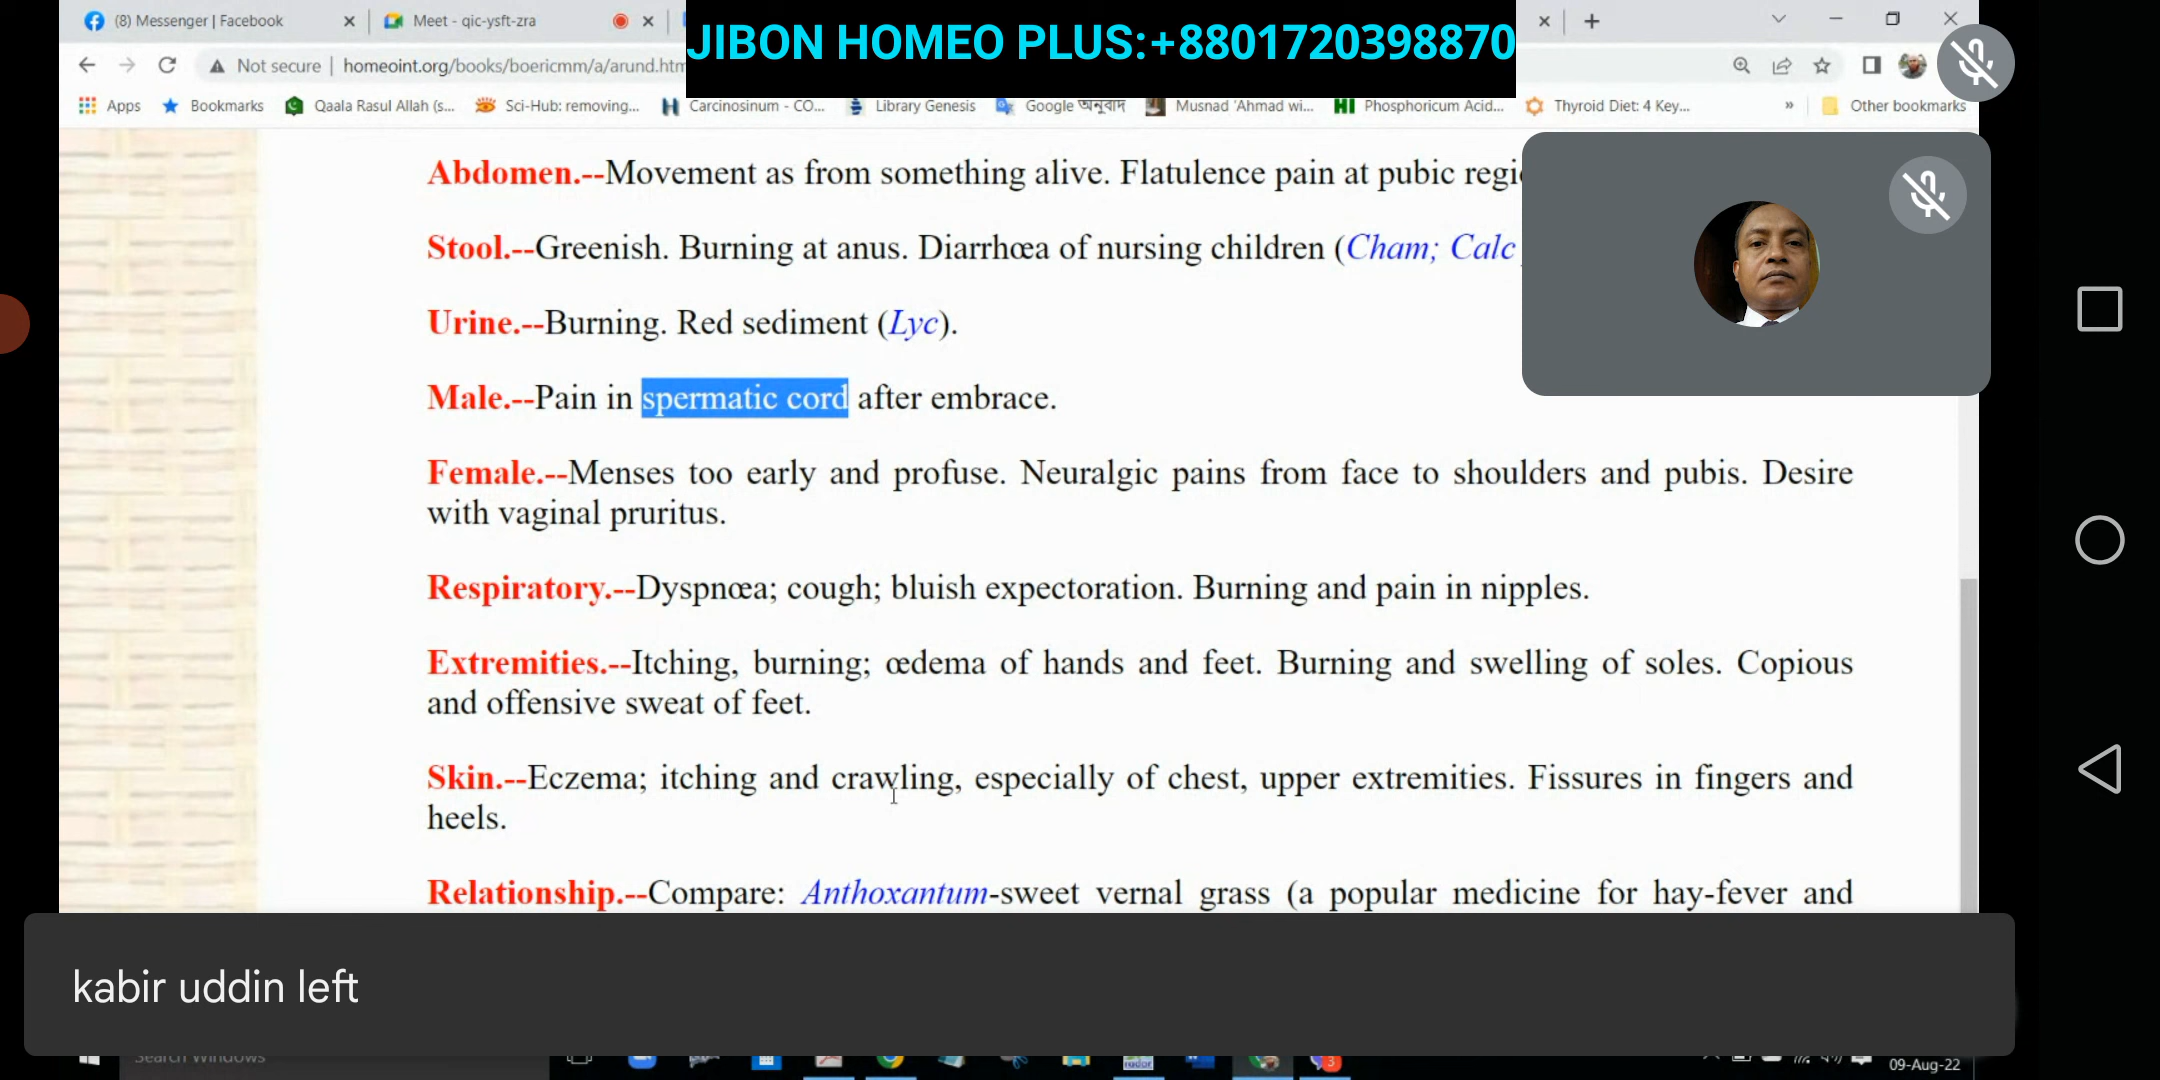 (8) Messenger | Facebook
Meet - qic-ysft-zra
JIBON HOMEO PLUS:+8801720398870
Not secure | homeoint.org/books/boericmm/a/arund.htm
Apps
Bookmarks
Qaala Rasul Allah (s...
Sci-Hub: removing...
Carcinosinum - CO...
Library Genesis
Google অনুবাদ
Musnad 'Ahmad wi...
Phosphoricum Acid...
Thyroid Diet: 4 Key...
»
Other bookmarks
Abdomen.--Movement as from something alive. Flatulence pain at pubic
Stool.--Greenish. Burning at anus. Diarrhœa of nursing children (Cham; Calc
Urine.--Burning. Red sediment (Lyc).
Male.--Pain in spermatic cord after embrace.
Female.--Menses too early and profuse. Neuralgic pains from face to shoulders and pubis. Desire
with vaginal pruritus.
Respiratory.--Dyspnœa; cough; bluish expectoration. Burning and pain in nipples.
Extremities.--Itching, burning; œdema of hands and feet. Burning and swelling of soles. Copious
and offensive sweat of feet.
Skin.--Eczema; itching and crawling, especially of chest, upper extremities. Fissures in fingers and
heels.
Relationship.--Compare: Anthoxantum-sweet vernal grass (a popular medicine for hay-fever and
kabir uddin left
Search Windows
3
09-Aug-22